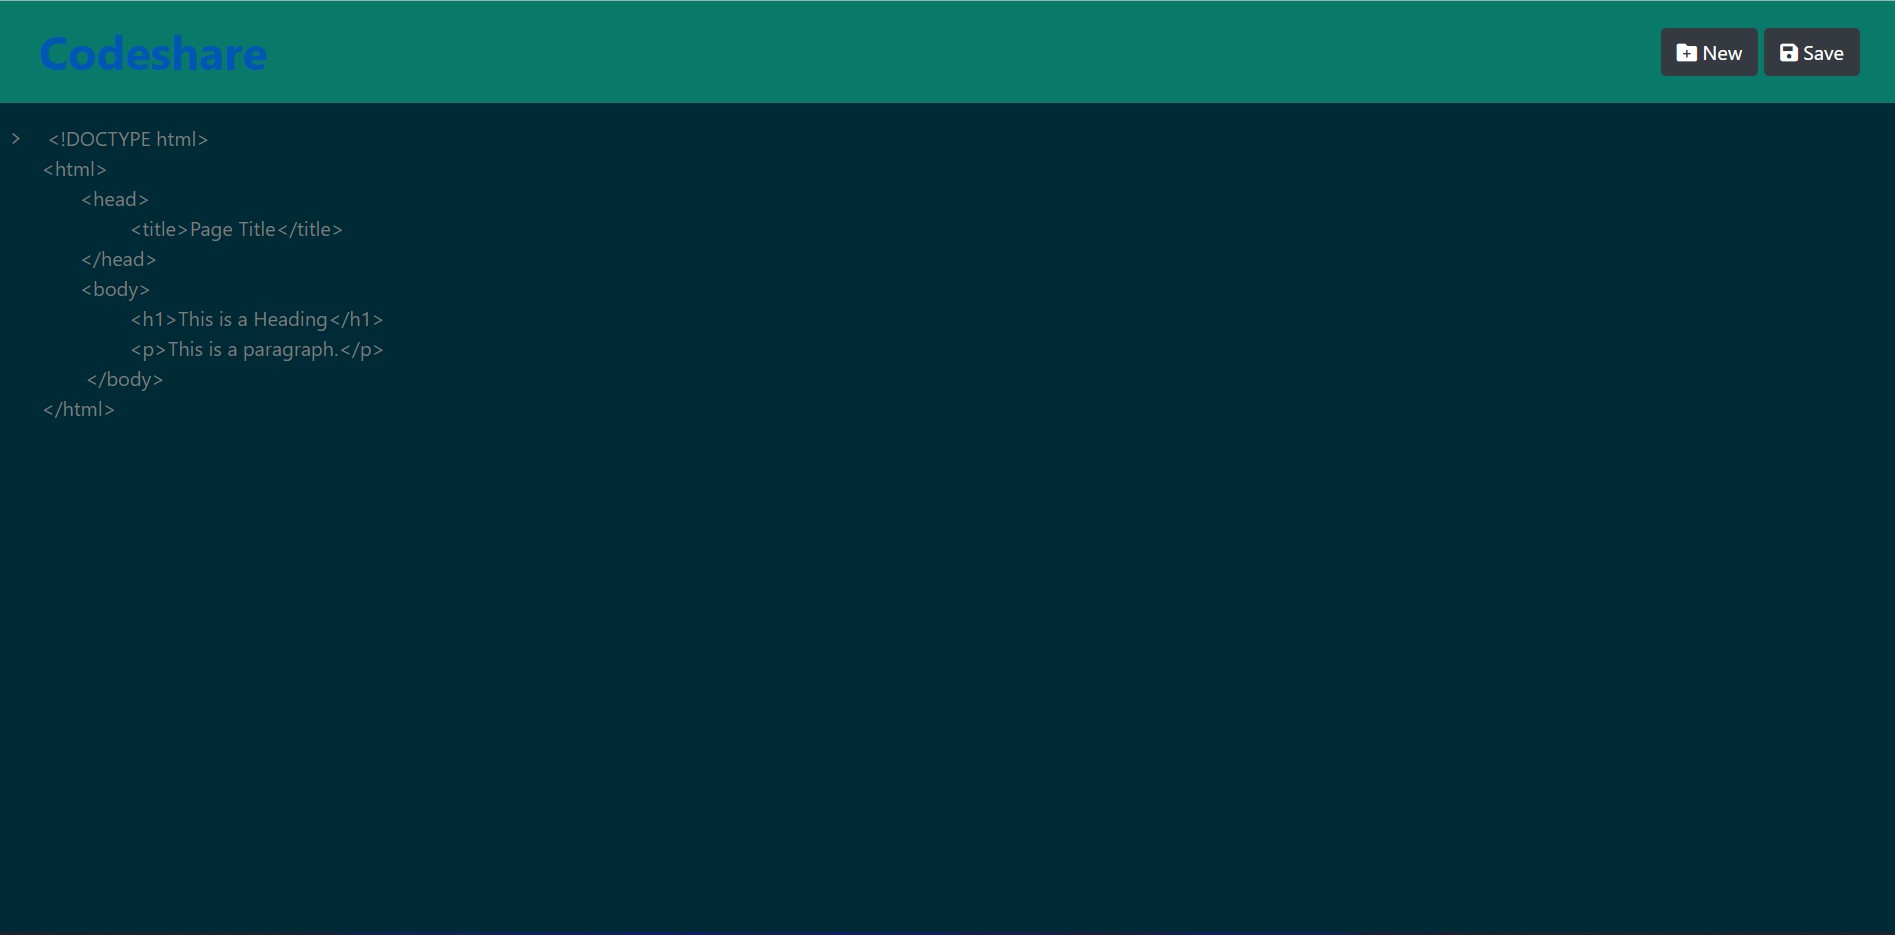 Codeshare
New Save
> <!DOCTYPE html>
<html>
<head>
<title>Page Title</title>
</head>
<body>
<h1>This is a Heading</h1>
<p>This is a paragraph.</p>
</body>
</html>